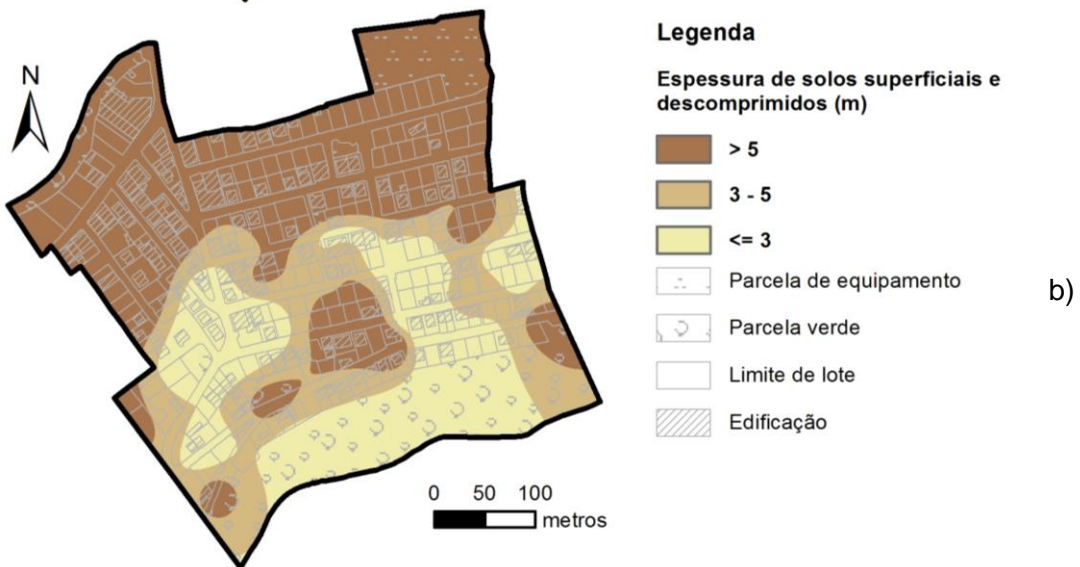 N
Legenda
Espessura de solos superficiais e
descomprimidos (m)
> 5
3 - 5
<= 3
Parcela de equipamento
Parcela verde
Limite de lote
Edificação
b)
0 50 100
metros